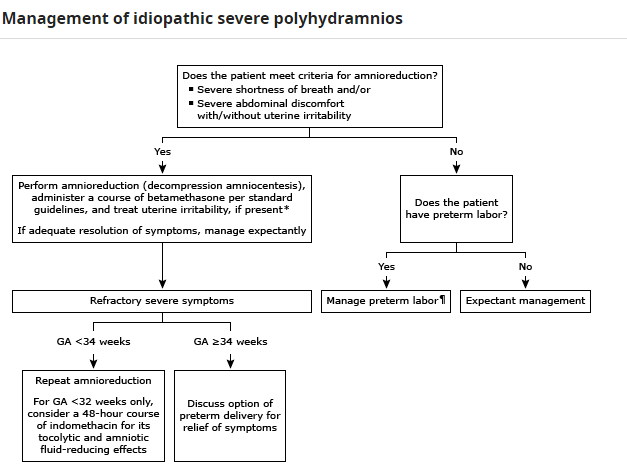 Management of idiopathic severe polyhydramnios
Does the patient meet criteria for amnioreduction?
▪ Severe shortness of breath and/or
▪ Severe abdominal discomfort
with/without uterine irritability
Yes
No
Perform amnioreduction (decompression amniocentesis),
administer a course of betamethasone per standard
guidelines, and treat uterine irritability, if present*
If adequate resolution of symptoms, manage expectantly
Does the patient
have preterm labor?
Yes
No
Refractory severe symptoms
Manage preterm labor¶
Expectant management
GA <34 weeks
GA ≥34 weeks
Repeat amnioreduction
For GA <32 weeks only,
consider a 48-hour course
of indomethacin for its
tocolytic and amniotic
fluid-reducing effects
Discuss option of
preterm delivery for
relief of symptoms